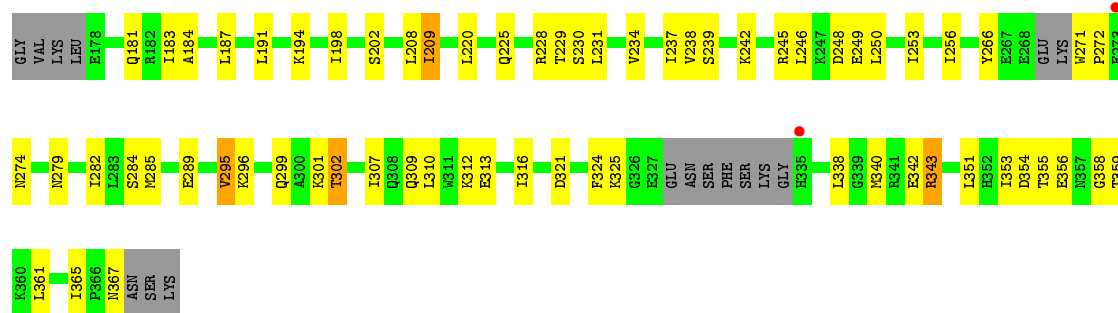 GLY VAL LYS LEU E178 Q181 R182 I183 A184 L187 L191 K194 I198 S202 L208 I209 L220 Q225 R228 T229 S230 L231 V234 I237 V238 S239 K242 R245 L246 K247 D248 E249 L250 I253 I256 Y266 E267 E268 GLU LYS W271 P272 E273
N274 N279 I282 L283 S284 M285 E289 V295 K296 Q299 A300 K301 T302 I307 Q308 Q309 L310 W311 K312 E313 I316 D321 F324 K325 G326 E327 GLU ASN SER PHE SER LYS GLY H335 L338 G339 M340 R341 E342 R343 L351 H352 I353 D354 T355 E356 N357 G358 T359
K360 L361 I365 P366 N367 ASN SER LYS